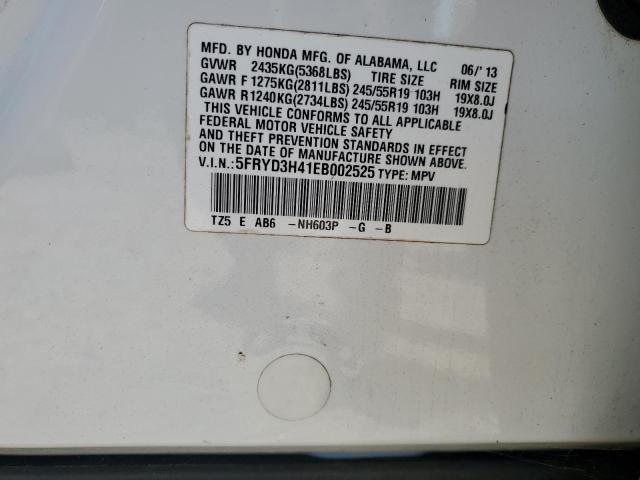 MFD. BY HONDA MFG. OF ALABAMA, LLC 06/'13
GVWR 2435KG(5368LBS) TIRE SIZE RIM SIZE
GAWR F 1275KG(2811LBS) 245/55R19 103H 19X8.0J
GAWR R1240KG(2734LBS) 245/55R19 103H 19X8.0J
THIS VEHICLE CONFORMS TO ALL APPLICABLE
FEDERAL MOTOR VEHICLE SAFETY
AND THEFT PREVENTION STANDARDS IN EFFECT
ON THE DATE OF MANUFACTURE SHOWN ABOVE.
V.I.N.:5FRYD3H41EB002525 TYPE: MPV
TZ5 E AB6 -NH603P -G -B